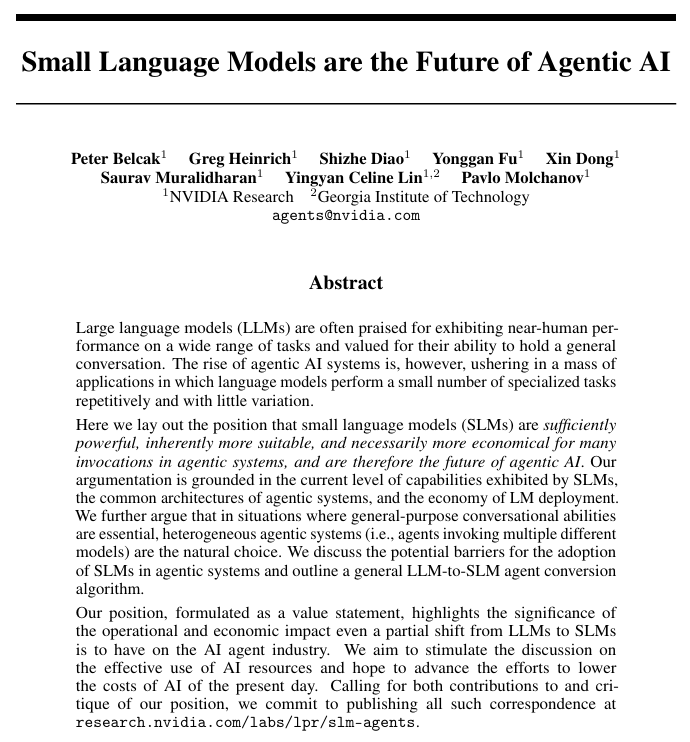 Small Language Models are the Future of Agentic AI
Peter Belcak¹ Greg Heinrich¹ Shizhe Diao¹ Yonggan Fu¹ Xin Dong¹
Saurav Muralidharan¹ Yingyan Celine Lin¹,² Pavlo Molchanov¹
¹NVIDIA Research ²Georgia Institute of Technology
agents@nvidia.com
Abstract
Large language models (LLMs) are often praised for exhibiting near-human per-
formance on a wide range of tasks and valued for their ability to hold a general
conversation. The rise of agentic AI systems is, however, ushering in a mass of
applications in which language models perform a small number of specialized tasks
repetitively and with little variation.
Here we lay out the position that small language models (SLMs) are sufficiently
powerful, inherently more suitable, and necessarily more economical for many
invocations in agentic systems, and are therefore the future of agentic AI. Our
argumentation is grounded in the current level of capabilities exhibited by SLMs,
the common architectures of agentic systems, and the economy of LM deployment.
We further argue that in situations where general-purpose conversational abilities
are essential, heterogeneous agentic systems (i.e., agents invoking multiple different
models) are the natural choice. We discuss the potential barriers for the adoption
of SLMs in agentic systems and outline a general LLM-to-SLM agent conversion
algorithm.
Our position, formulated as a value statement, highlights the significance of
the operational and economic impact even a partial shift from LLMs to SLMs
is to have on the AI agent industry. We aim to stimulate the discussion on
the effective use of AI resources and hope to advance the efforts to lower
the costs of AI of the present day. Calling for both contributions to and cri-
tique of our position, we commit to publishing all such correspondence at
research.nvidia.com/labs/lpr/slm-agents.